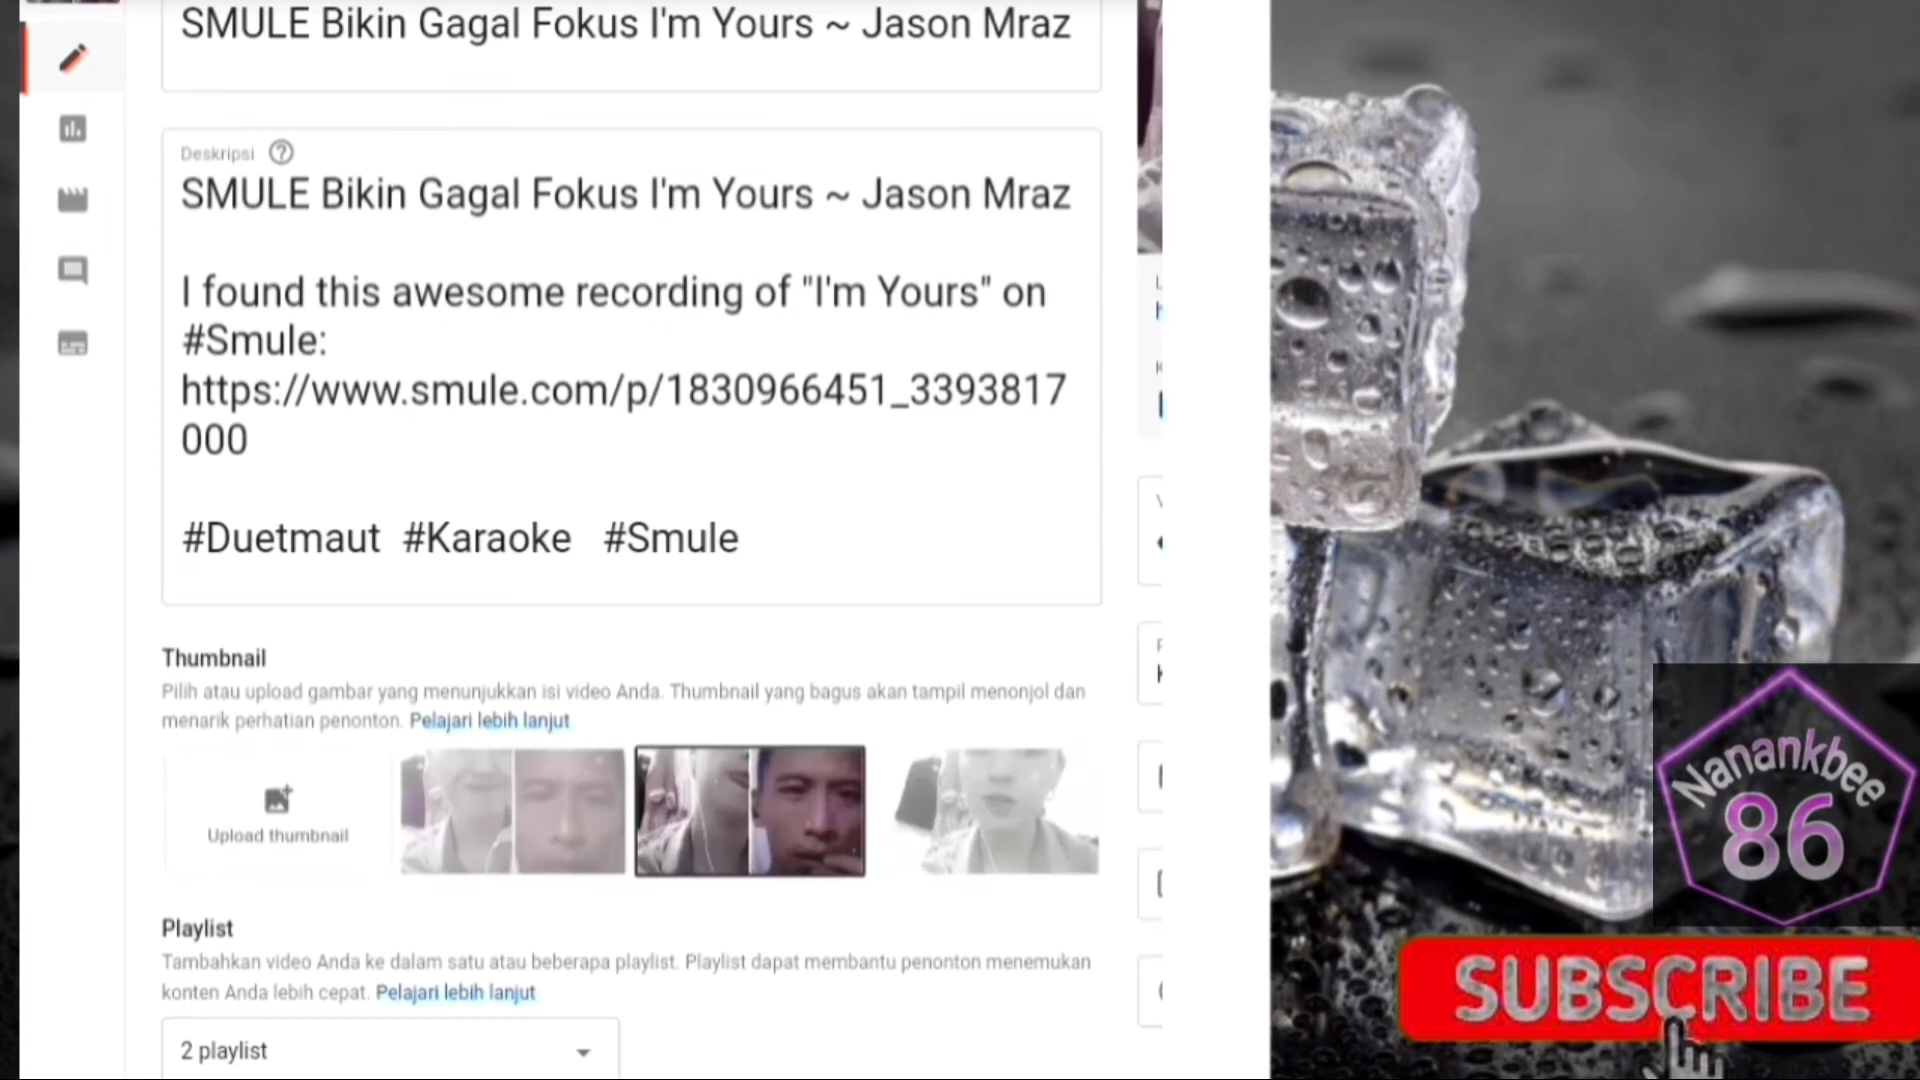 SMULE Bikin Gagal Fokus I'm Yours ~ Jason Mraz
Deskripsi
SMULE Bikin Gagal Fokus I'm Yours ~ Jason Mraz
I found this awesome recording of "I'm Yours" on
#Smule:
https://www.smule.com/p/1830966451_3393817
000
#Duetmaut #Karaoke #Smule
Thumbnail
Pilih atau upload gambar yang menunjukkan isi video Anda. Thumbnail yang bagus akan tampil menonjol dan
menarik perhatian penonton. Pelajari lebih lanjut
Upload thumbnail
Playlist
Tambahkan video Anda ke dalam satu atau beberapa playlist. Playlist dapat membantu penonton menemukan
konten Anda lebih cepat. Pelajari lebih lanjut
2 playlist
Nanankbee
86
SUBSCRIBE